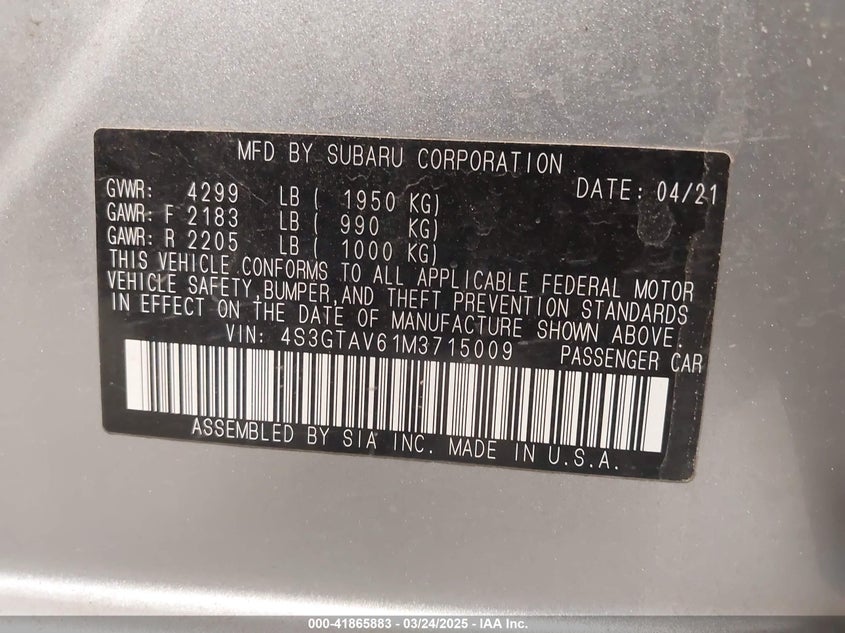 MFD BY SUBARU CORPORATION
DATE: 04/21
GVWR: 4299 LB ( 1950 KG)
GAWR: F 2183 LB ( 990 KG)
GAWR: R 2205 LB ( 1000 KG)
THIS VEHICLE CONFORMS TO ALL APPLICABLE FEDERAL MOTOR
VEHICLE SAFETY,BUMPER,AND THEFT PREVENTION STANDARDS
IN EFFECT ON THE DATE OF MANUFACTURE SHOWN ABOVE.
VIN: 4S3GTAV61M3715009 PASSENGER CAR
ASSEMBLED BY SIA INC. MADE IN U.S.A.
000-41865883 - 03/24/2025 - IAA, Inc.